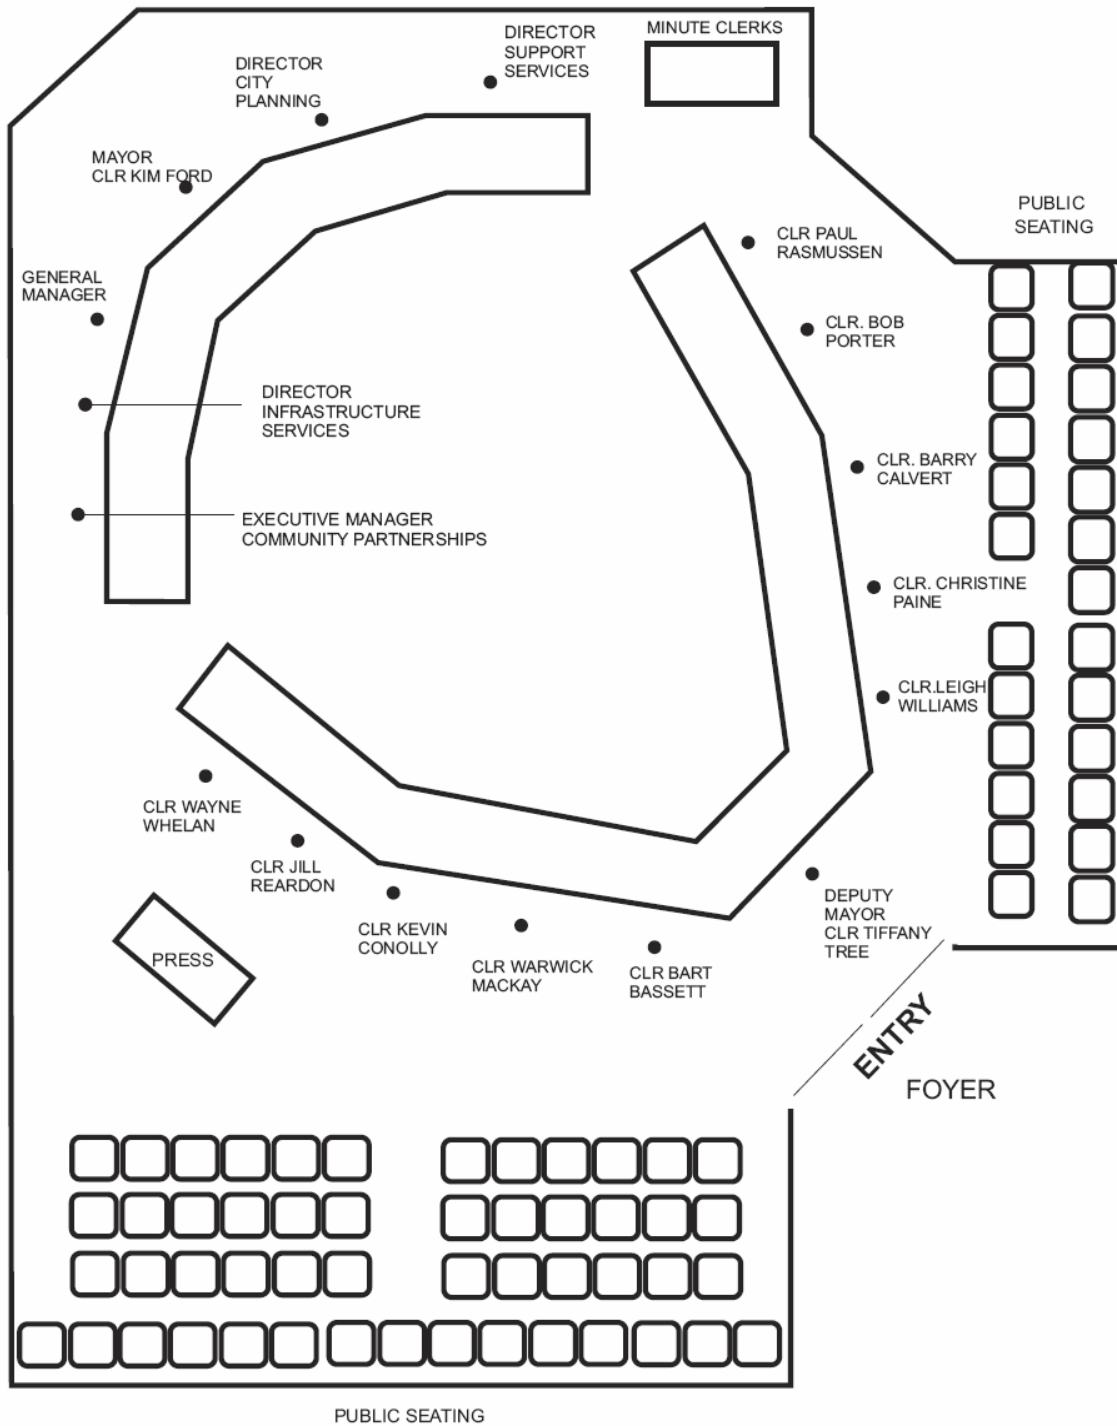 DIRECTOR
SUPPORT
SERVICES
MINUTE CLERKS
DIRECTOR
CITY
PLANNING
MAYOR
CLR KIM FORD
PUBLIC
SEATING
CLR PAUL
RASMUSSEN
GENERAL
MANAGER
CLR. BOB
PORTER
DIRECTOR
INFRASTRUCTURE
SERVICES
CLR. BARRY
CALVERT
EXECUTIVE MANAGER
COMMUNITY PARTNERSHIPS
CLR. CHRISTINE
PAINE
CLR.LEIGH
WILLIAMS
CLR WAYNE
WHELAN
CLR JILL
REARDON
DEPUTY
MAYOR
CLR TIFFANY
TREE
CLR KEVIN
CONOLLY
CLR WARWICK
MACKAY
CLR BART
BASSETT
PRESS
ENTRY
FOYER
PUBLIC SEATING